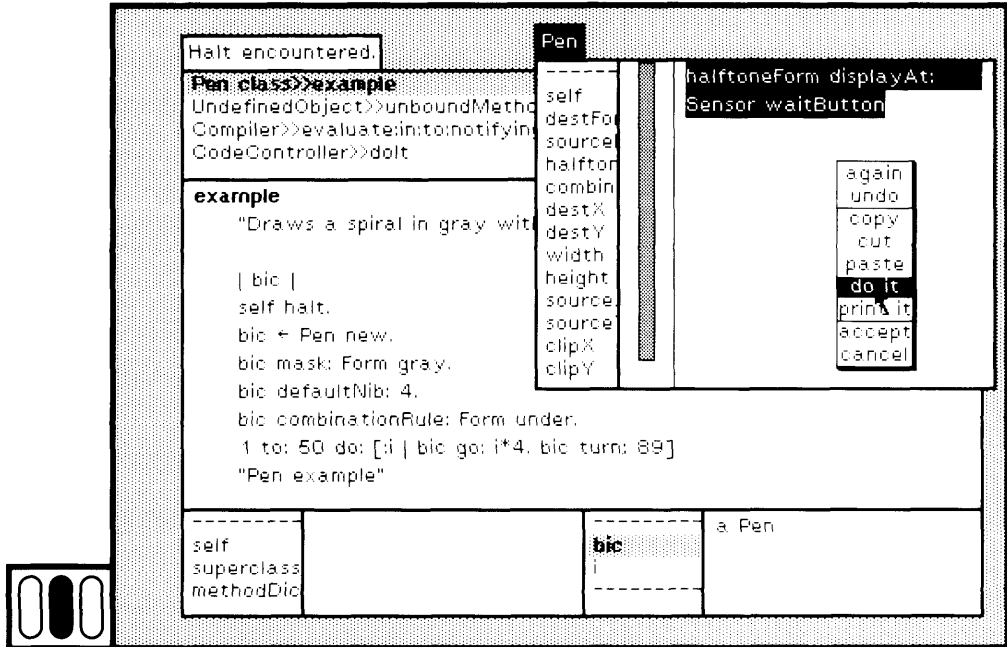 Halt encountered.
Pen class>>example
UndefinedObject>>unboundMetho
Compiler>>evaluate:in:to:notifying
CodeController>>doIt
example
"Draws a spiral in gray wit
| bic |
self halt.
bic ← Pen new.
bic mask: Form gray.
bic defaultNib: 4.
bic combinationRule: Form under.
1 to: 50 do: [:i | bic go: i*4. bic turn: 89]
"Pen example"
self
superclass
methodDic
bic
i
a Pen
Pen
self
destFo
sourceF
halftor
combin
destX
destY
width
height
source
source
clipX
clipY
halftoneForm displayAt:
Sensor waitButton
again
undo
copy
cut
paste
do it
print it
accept
cancel